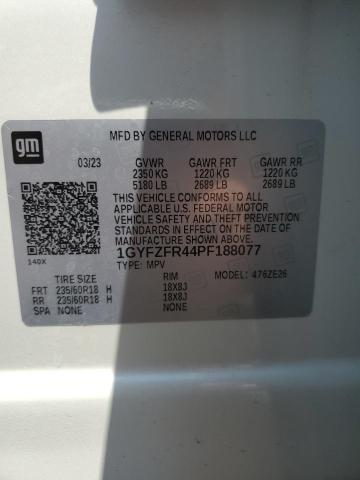 gm
MFD BY GENERAL MOTORS LLC
03/23 GVWR GAWR FRT GAWR RR
2350 KG 1220 KG 1220 KG
5180 LB 2689 LB 2689 LB
THIS VEHICLE CONFORMS TO ALL
APPLICABLE U.S. FEDERAL MOTOR
VEHICLE SAFETY AND THEFT PREVENTION
STANDARDS IN EFFECT ON THE DATE OF
MANUFACTURE SHOWN ABOVE.
1GYFZFR44PF188077
140X
TYPE: MPV MODEL: 476ZE26
TIRE SIZE RIM
FRT 235/60R18 H 18X8J
RR 235/60R18 H 18X8J
SPA NONE NONE